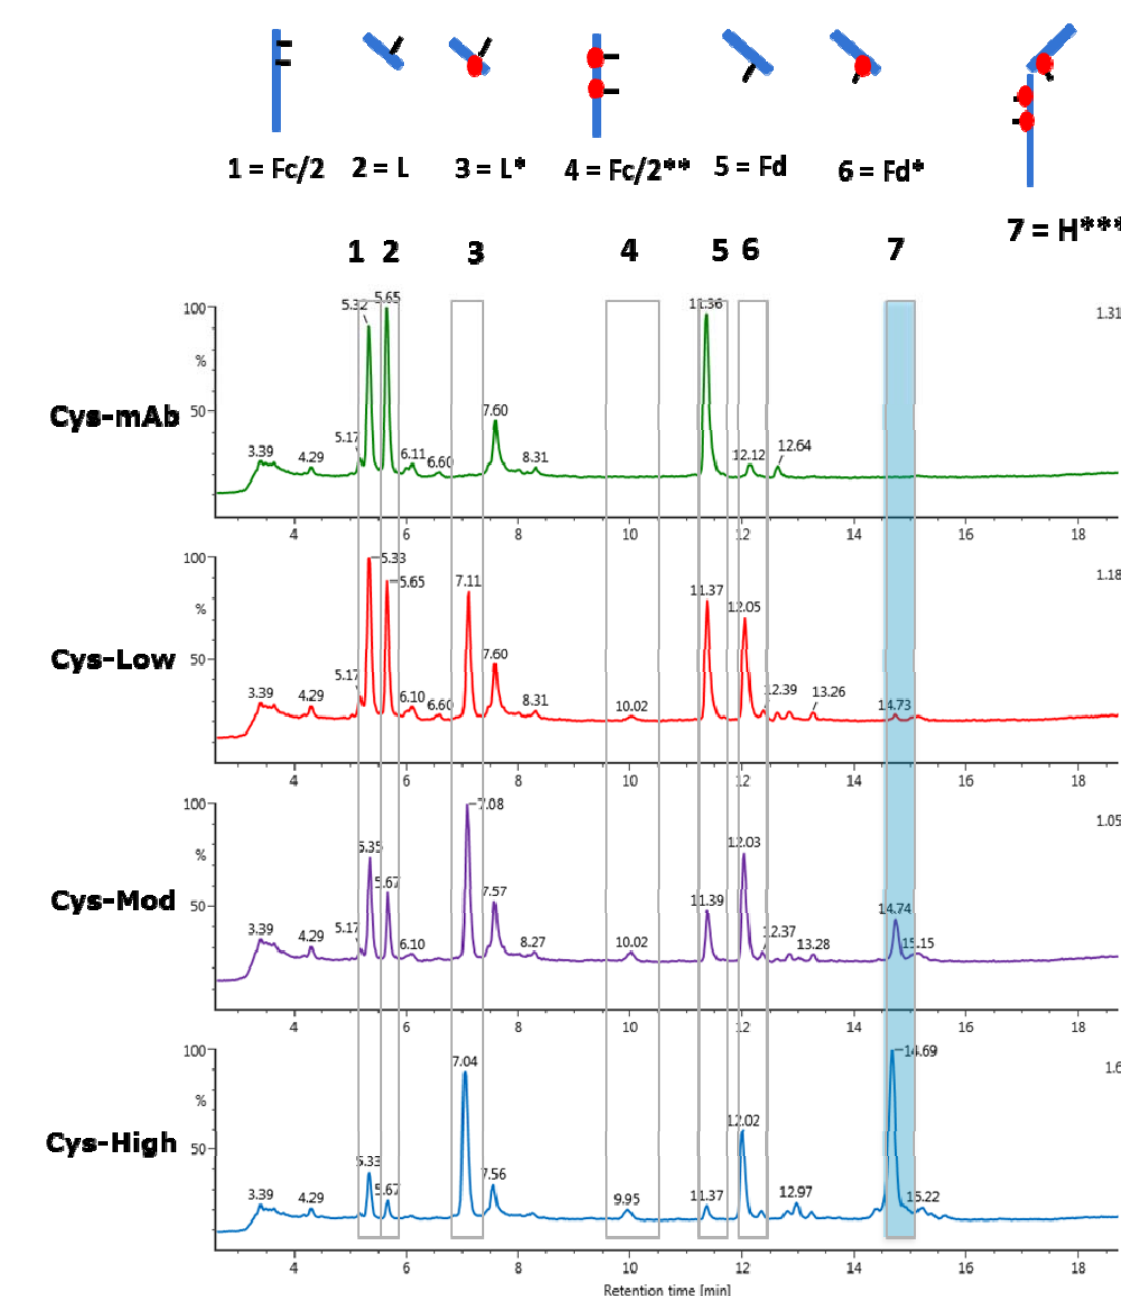 1 = Fc/2 2 = L 3 = L* 4 = Fc/2** 5 = Fd 6 = Fd*
7 = H***
1 2 3 4 5 6 7
Cys-mAb
100
%
50
3.39 4.29 5.17 5.32 5.65 6.11 6.60 7.60 8.31 11.36 12.12 12.64
1.31
4 6 8 10 12 14 16 18
Cys-Low
100
%
50
3.39 4.29 5.17 5.33 5.65 6.10 6.60 7.11 7.60 8.31 10.02 11.37 12.05 12.39 13.26 14.73
1.18
4 6 8 10 12 14 16 18
Cys-Mod
100
%
50
3.39 4.29 5.17 5.35 5.67 6.10 7.08 7.57 8.27 10.02 11.39 12.03 12.37 13.28 14.74 15.15
1.05
4 6 8 10 12 14 16 18
Cys-High
100
%
50
3.39 4.29 5.33 5.67 7.04 7.56 9.95 11.37 12.02 12.97 14.69 15.22
1.6
4 6 8 10 12 14 16 18
Retention time [min]